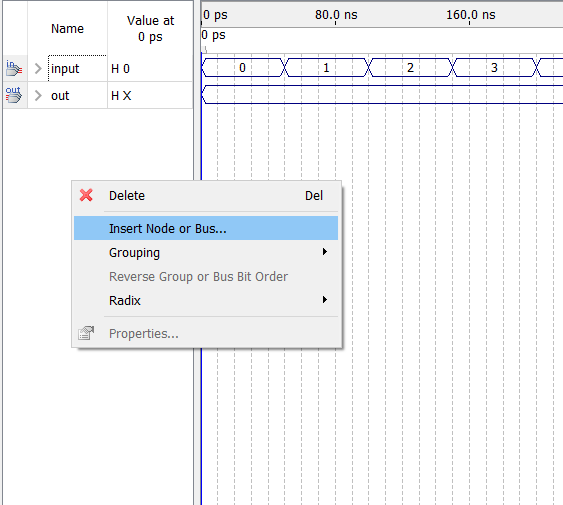 Name
Value at
0 ps
0 ps 80.0 ns 160.0 ns
0 ps
in input H 0 0 1 2 3
out out H X
Delete Del
Insert Node or Bus...
Grouping
Reverse Group or Bus Bit Order
Radix
Properties...